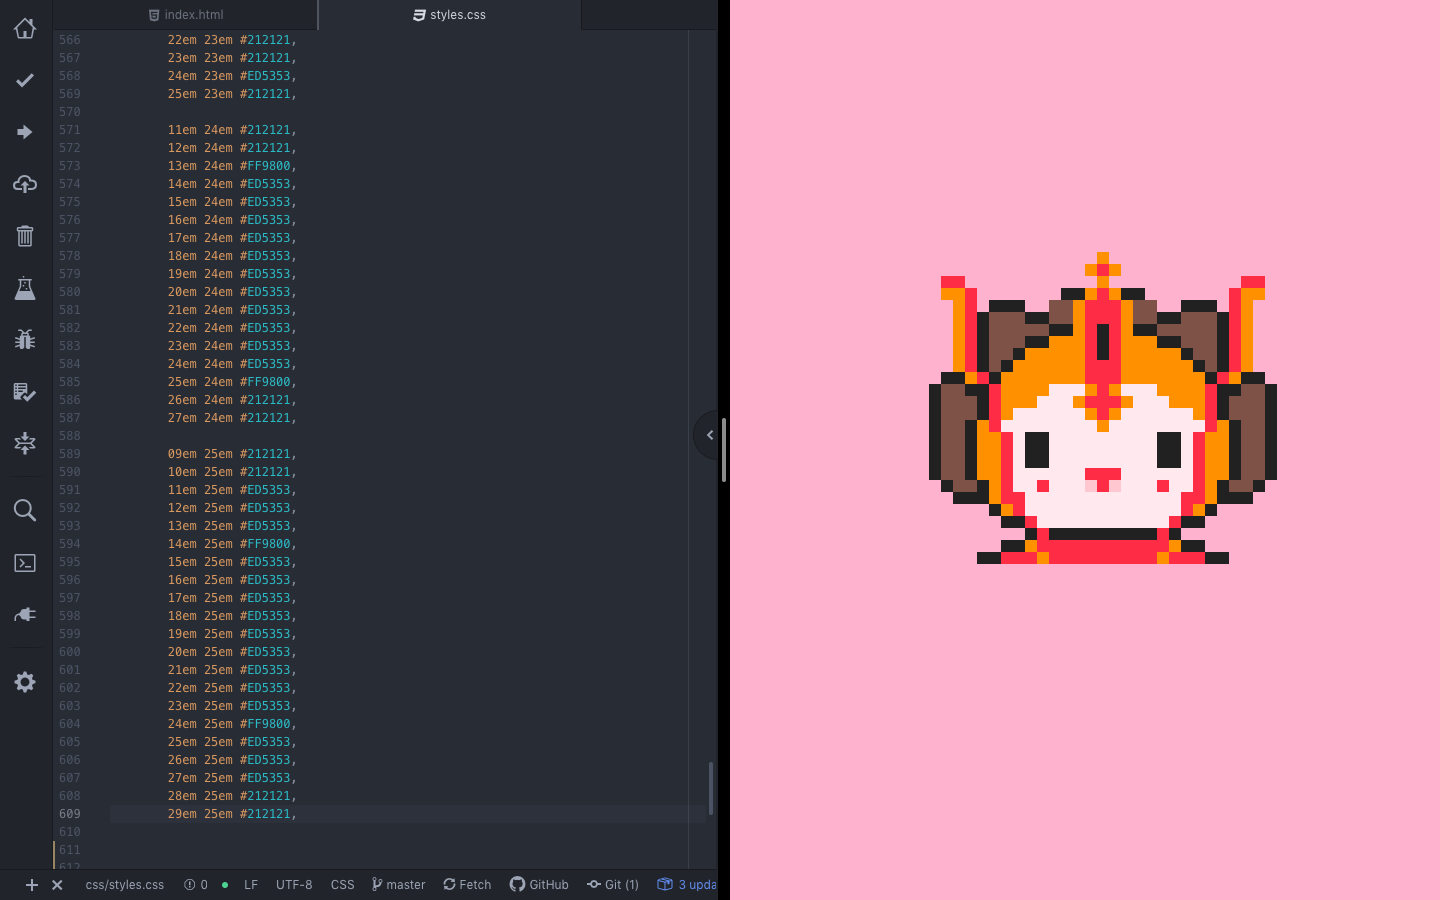 index.html
styles.css
566 22em 23em #212121,
567 23em 23em #212121,
568 24em 23em #ED5353,
569 25em 23em #212121,
570
571 11em 24em #212121,
572 12em 24em #212121,
573 13em 24em #FF9800,
574 14em 24em #ED5353,
575 15em 24em #ED5353,
576 16em 24em #ED5353,
577 17em 24em #ED5353,
578 18em 24em #ED5353,
579 19em 24em #ED5353,
580 20em 24em #ED5353,
581 21em 24em #ED5353,
582 22em 24em #ED5353,
583 23em 24em #ED5353,
584 24em 24em #ED5353,
585 25em 24em #FF9800,
586 26em 24em #212121,
587 27em 24em #212121,
588
589 09em 25em #212121,
590 10em 25em #212121,
591 11em 25em #ED5353,
592 12em 25em #ED5353,
593 13em 25em #ED5353,
594 14em 25em #FF9800,
595 15em 25em #ED5353,
596 16em 25em #ED5353,
597 17em 25em #ED5353,
598 18em 25em #ED5353,
599 19em 25em #ED5353,
600 20em 25em #ED5353,
601 21em 25em #ED5353,
602 22em 25em #ED5353,
603 23em 25em #ED5353,
604 24em 25em #FF9800,
605 25em 25em #ED5353,
606 26em 25em #ED5353,
607 27em 25em #ED5353,
608 28em 25em #212121,
609 29em 25em #212121,
610
611
612
css/styles.css 0 LF UTF-8 CSS master Fetch GitHub Git (1) 3 upda